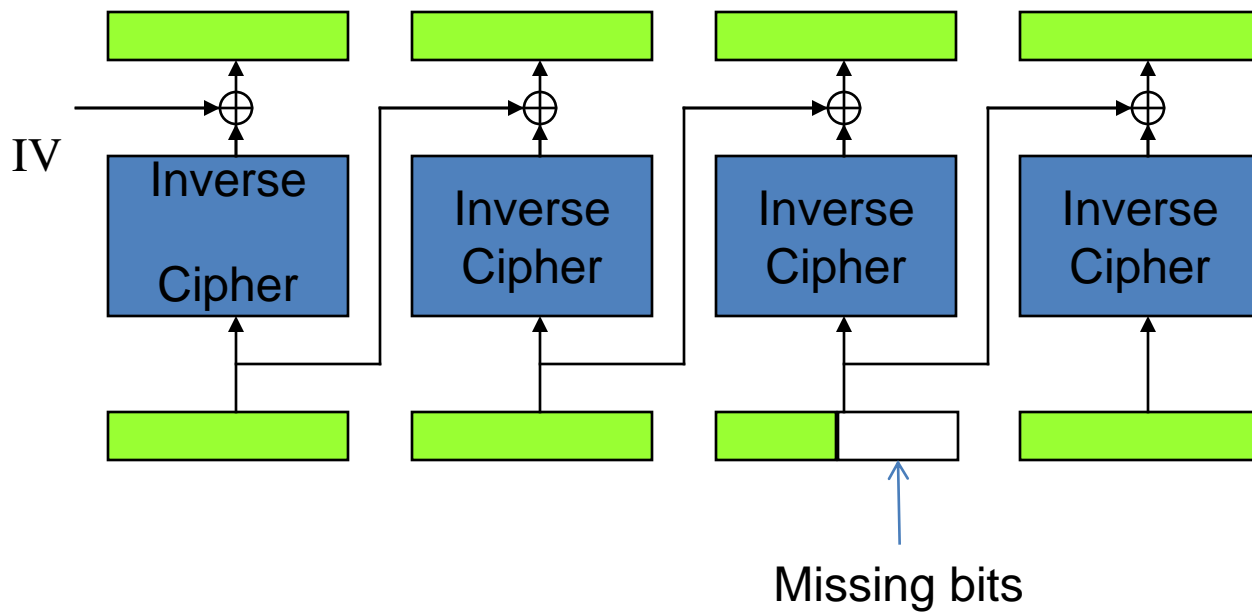 IV
Inverse
Cipher
Inverse
Cipher
Inverse
Cipher
Inverse
Cipher
Missing bits